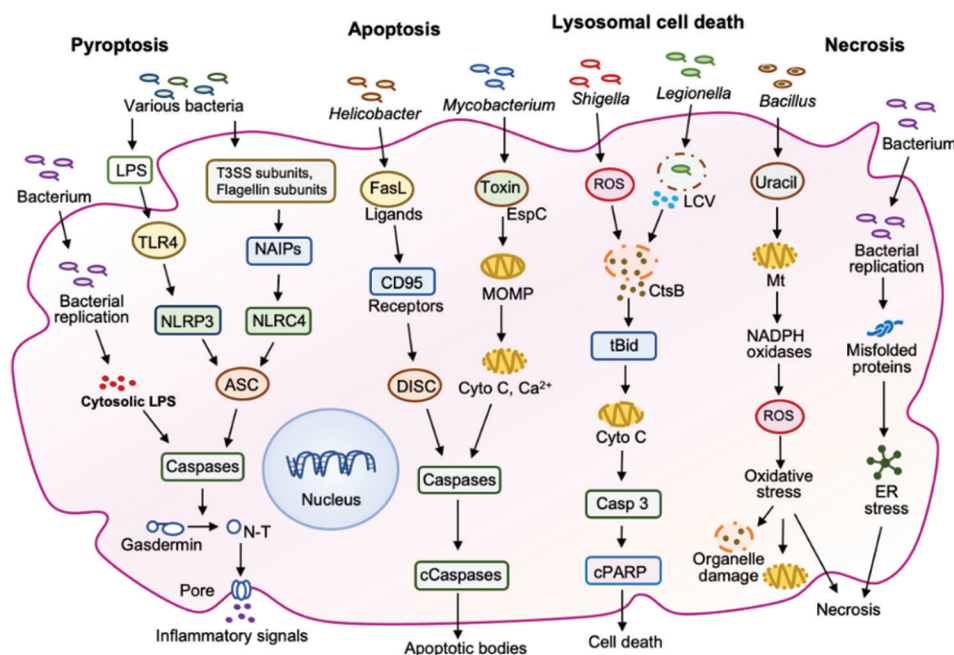 Pyroptosis
Apoptosis
Lysosomal cell death
Necrosis
Various bacteria
Helicobacter
Mycobacterium
Shigella
Legionella
Bacillus
Bacterium
Bacterium
LPS
T3SS subunits,
Flagellin subunits
FasL
Ligands
Toxin
EspC
ROS
LCV
Uracil
TLR4
NAIPs
CD95
Receptors
MOMP
CtsB
Mt
Bacterial
replication
Bacterial
replication
NLRP3
NLRC4
tBid
NADPH
oxidases
Misfolded
proteins
Cytosolic LPS
ASC
DISC
Cyto C, Ca²⁺
Cyto C
ROS
Caspases
Nucleus
Caspases
Casp 3
Oxidative
stress
ER
stress
Gasdermin
N-T
Organelle
damage
Pore
cCaspases
cPARP
Necrosis
Inflammatory signals
Apoptotic bodies
Cell death